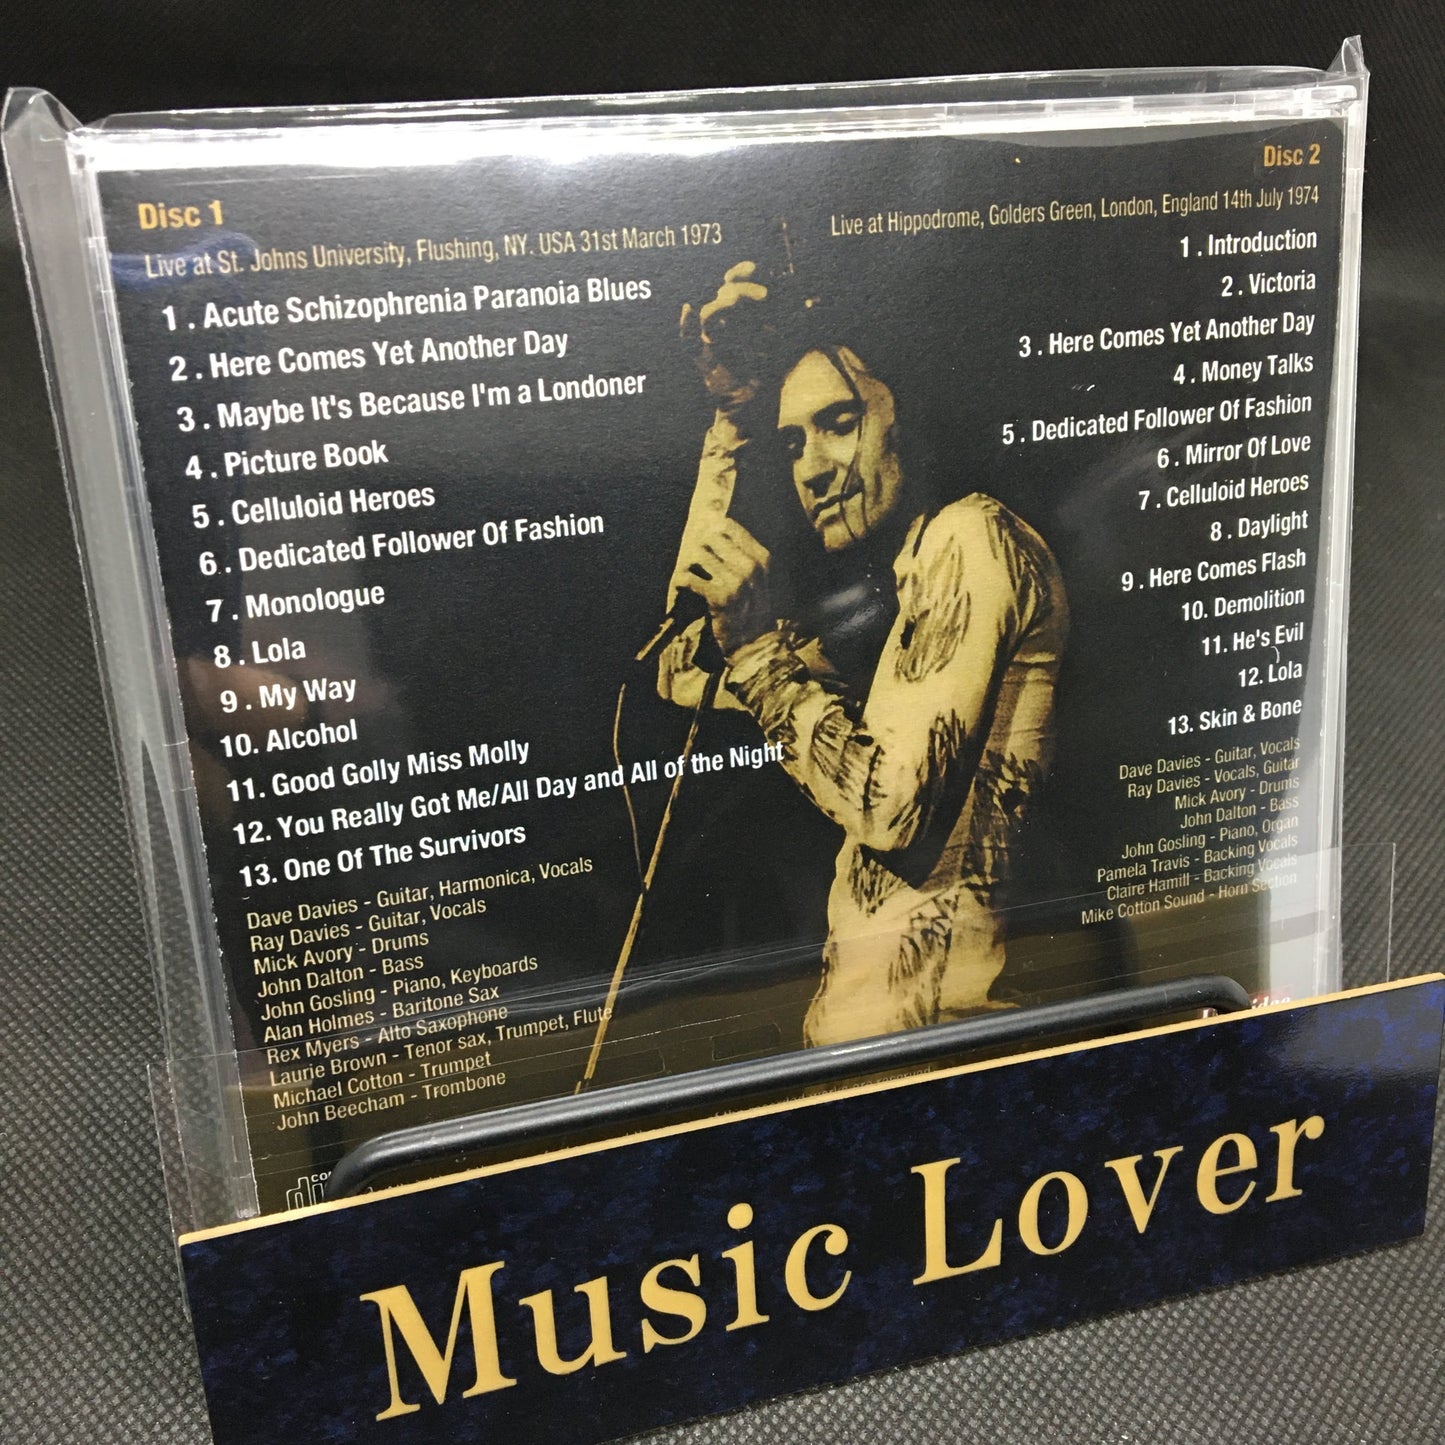 Disc 1
Live at St. Johns University, Flushing, NY. USA 31st March 1973
1 . Acute Schizophrenia Paranoia Blues
2 . Here Comes Yet Another Day
3 . Maybe It's Because I'm a Londoner
4 . Picture Book
5 . Celluloid Heroes
6 . Dedicated Follower Of Fashion
7 . Monologue
8 . Lola
9 . My Way
10. Alcohol
11. Good Golly Miss Molly
12. You Really Got Me/All Day and All of the Night
13. One Of The Survivors
Dave Davies - Guitar, Harmonica, Vocals
Ray Davies - Guitar, Vocals
Mick Avory - Drums
John Dalton - Bass
John Gosling - Piano, Keyboards
Alan Holmes - Baritone Sax
Rex Myers - Alto Saxophone
Laurie Brown - Tenor sax, Trumpet, Flute
Michael Cotton - Trumpet
John Beecham - Trombone
Disc 2
Live at Hippodrome, Golders Green, London, England 14th July 1974
1 . Introduction
2 . Victoria
3 . Here Comes Yet Another Day
4 . Money Talks
5 . Dedicated Follower Of Fashion
6 . Mirror Of Love
7 . Celluloid Heroes
8 . Daylight
9 . Here Comes Flash
10. Demolition
11. He's Evil
12. Lola
13. Skin & Bone
Dave Davies - Guitar, Vocals
Ray Davies - Vocals, Guitar
Mick Avory - Drums
John Dalton - Bass
John Gosling - Piano, Organ
Pamela Travis - Backing Vocals
Claire Hamill - Backing Vocals
Mike Cotton Sound - Horn Section
Music Lover